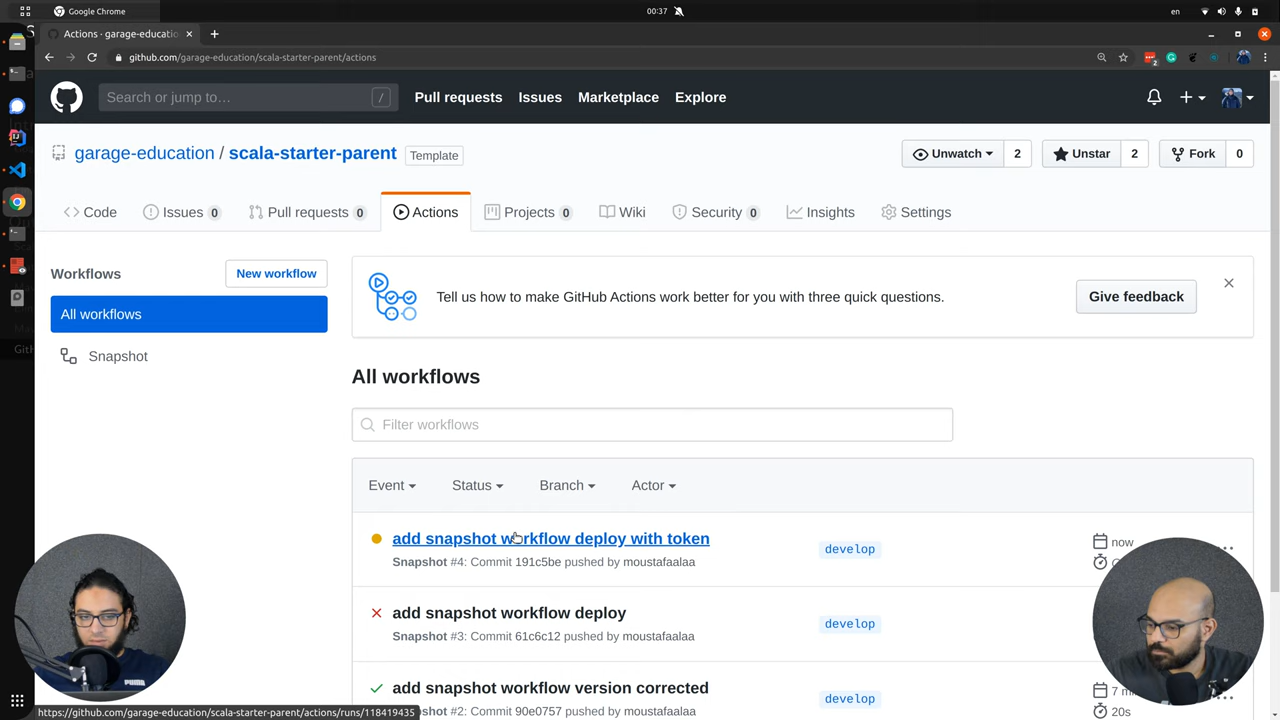 Google Chrome
00:37
en
Actions · garage-educatio
github.com/garage-education/scala-starter-parent/actions
2
Search or jump to…
/
Pull requests
Issues
Marketplace
Explore
garage-education / scala-starter-parent
Template
Unwatch
2
Unstar
2
Fork
0
Code
Issues 0
Pull requests 0
Actions
Projects 0
Wiki
Security 0
Insights
Settings
Workflows
New workflow
All workflows
Snapshot
Tell us how to make GitHub Actions work better for you with three quick questions.
Give feedback
All workflows
Filter workflows
Event
Status
Branch
Actor
add snapshot workflow deploy with token
Snapshot #4: Commit 191c5be pushed by moustafaalaa
develop
now
add snapshot workflow deploy
Snapshot #3: Commit 61c6c12 pushed by moustafaalaa
develop
add snapshot workflow version corrected
Snapshot #2: Commit 90e0757 pushed by moustafaalaa
develop
20s
https://github.com/garage-education/scala-starter-parent/actions/runs/118419435